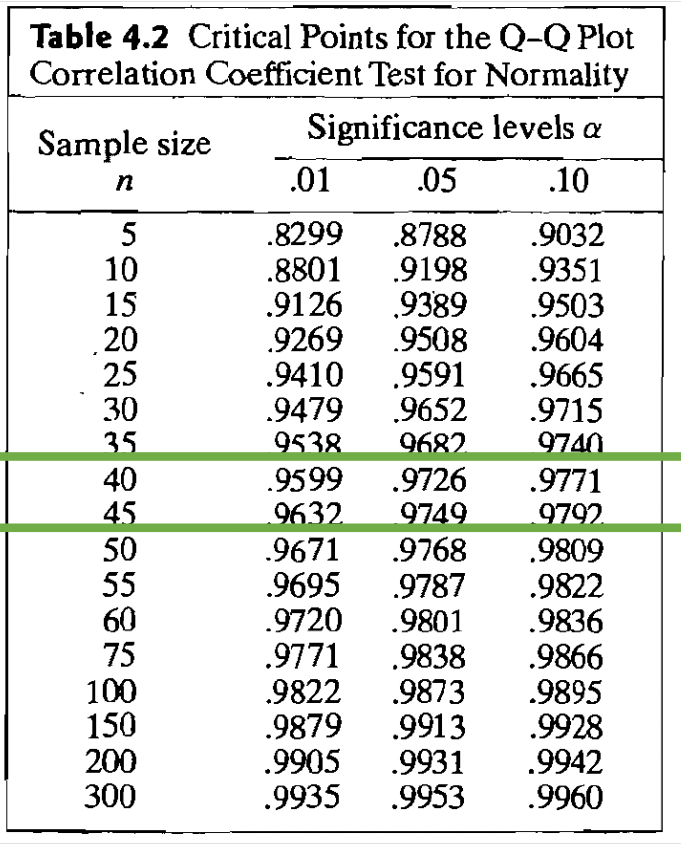 Table 4.2 Critical Points for the Q–Q Plot
Correlation Coefficient Test for Normality
Sample size Significance levels α
n .01 .05 .10
5 .8299 .8788 .9032
10 .8801 .9198 .9351
15 .9126 .9389 .9503
20 .9269 .9508 .9604
25 .9410 .9591 .9665
30 .9479 .9652 .9715
35 .9538 .9682 .9740
40 .9599 .9726 .9771
45 .9632 .9749 .9792
50 .9671 .9768 .9809
55 .9695 .9787 .9822
60 .9720 .9801 .9836
75 .9771 .9838 .9866
100 .9822 .9873 .9895
150 .9879 .9913 .9928
200 .9905 .9931 .9942
300 .9935 .9953 .9960